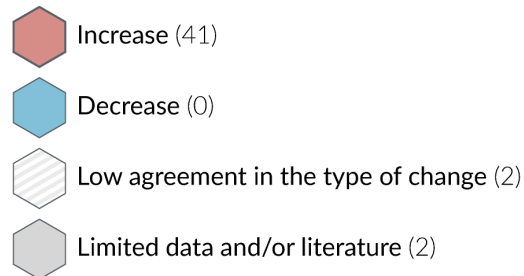 Increase (41)
Decrease (0)
Low agreement in the type of change (2)
Limited data and/or literature (2)